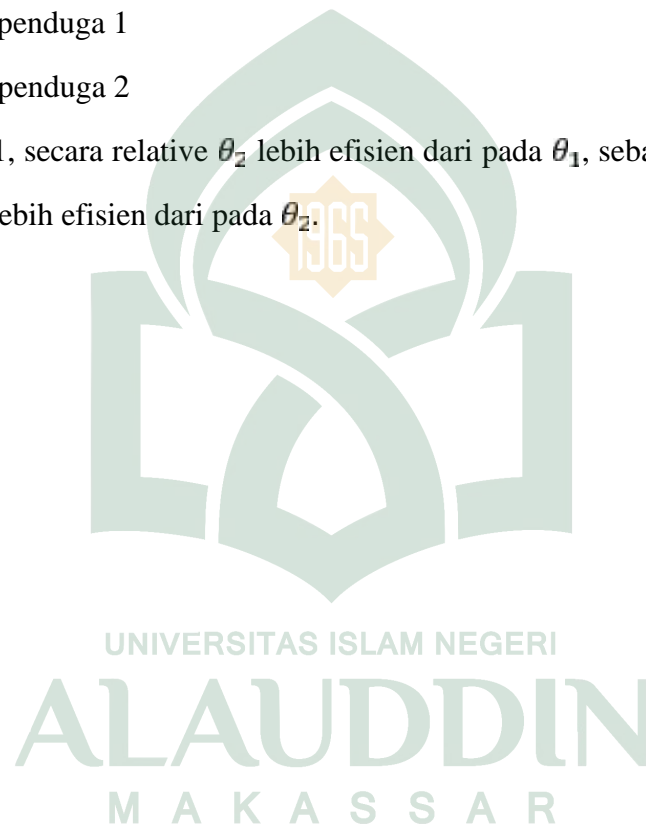 penduga 1
penduga 2
1, secara relative θ₂ lebih efisien dari pada θ₁, seba
ebih efisien dari pada θ₂.
1965
UNIVERSITAS ISLAM NEGERI
ALAUDDIN
MAKASSAR